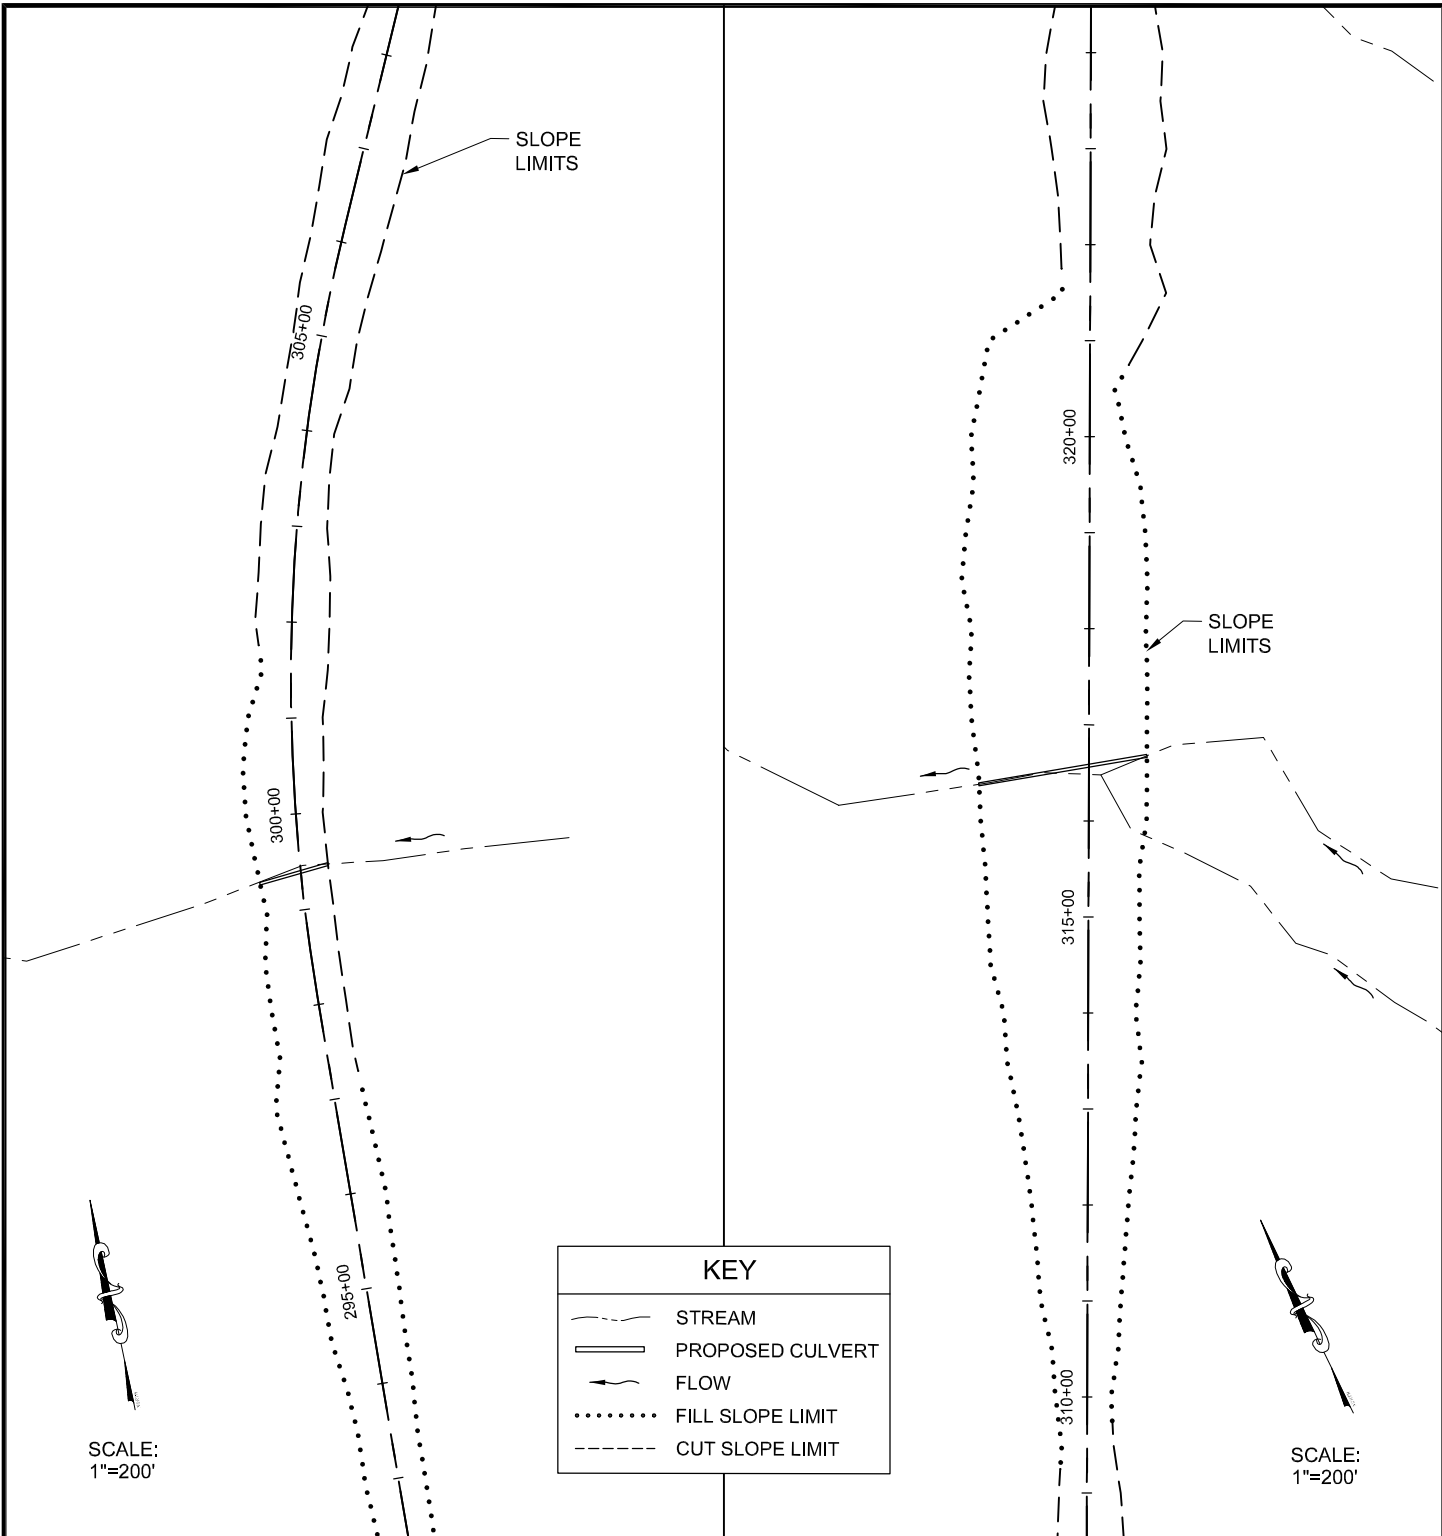 SLOPE
LIMITS
305+00
300+00
295+00
SCALE:
1"=200'
320+00
SLOPE
LIMITS
315+00
310+00
SCALE:
1"=200'
KEY
STREAM
PROPOSED CULVERT
FLOW
FILL SLOPE LIMIT
CUT SLOPE LIMIT